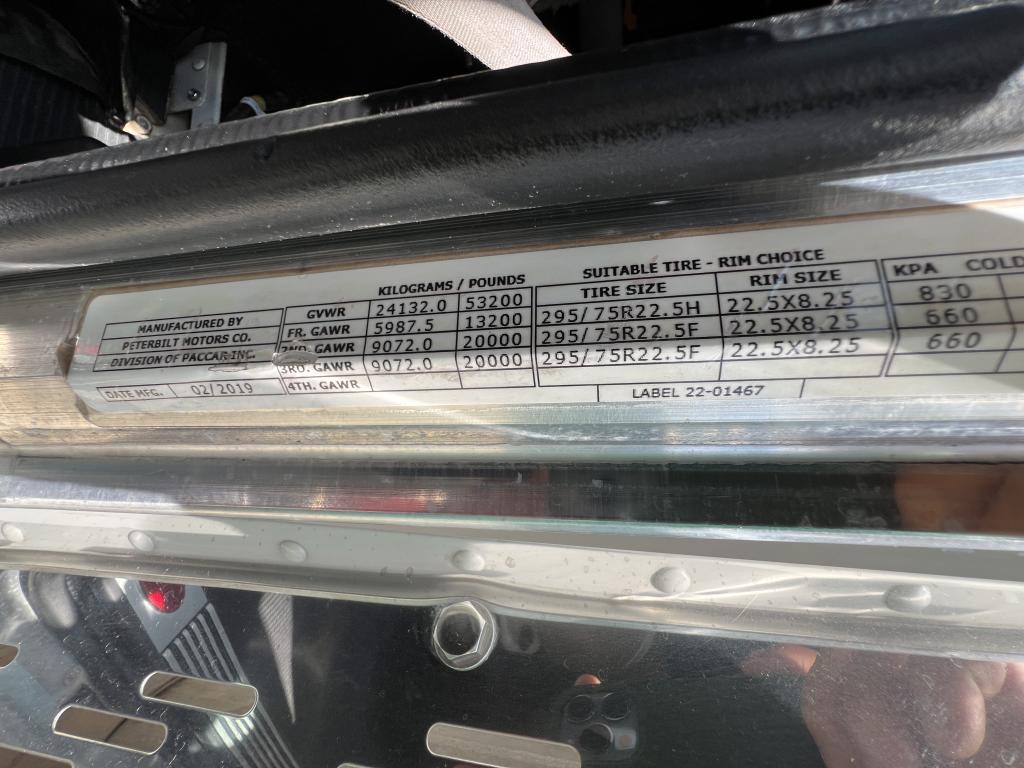 KILOGRAMS / POUNDS
SUITABLE TIRE - RIM CHOICE
TIRE SIZE RIM SIZE KPA COLD
MANUFACTURED BY
PETERBILT MOTORS CO.
DIVISION OF PACCAR INC.
DATE MFG. 02/2019
GVWR 24132.0 53200
FR. GAWR 5987.5 13200 295/75R22.5H 22.5X8.25 830
2ND. GAWR 9072.0 20000 295/75R22.5F 22.5X8.25 660
3RD. GAWR 9072.0 20000 295/75R22.5F 22.5X8.25 660
4TH. GAWR
LABEL 22-01467